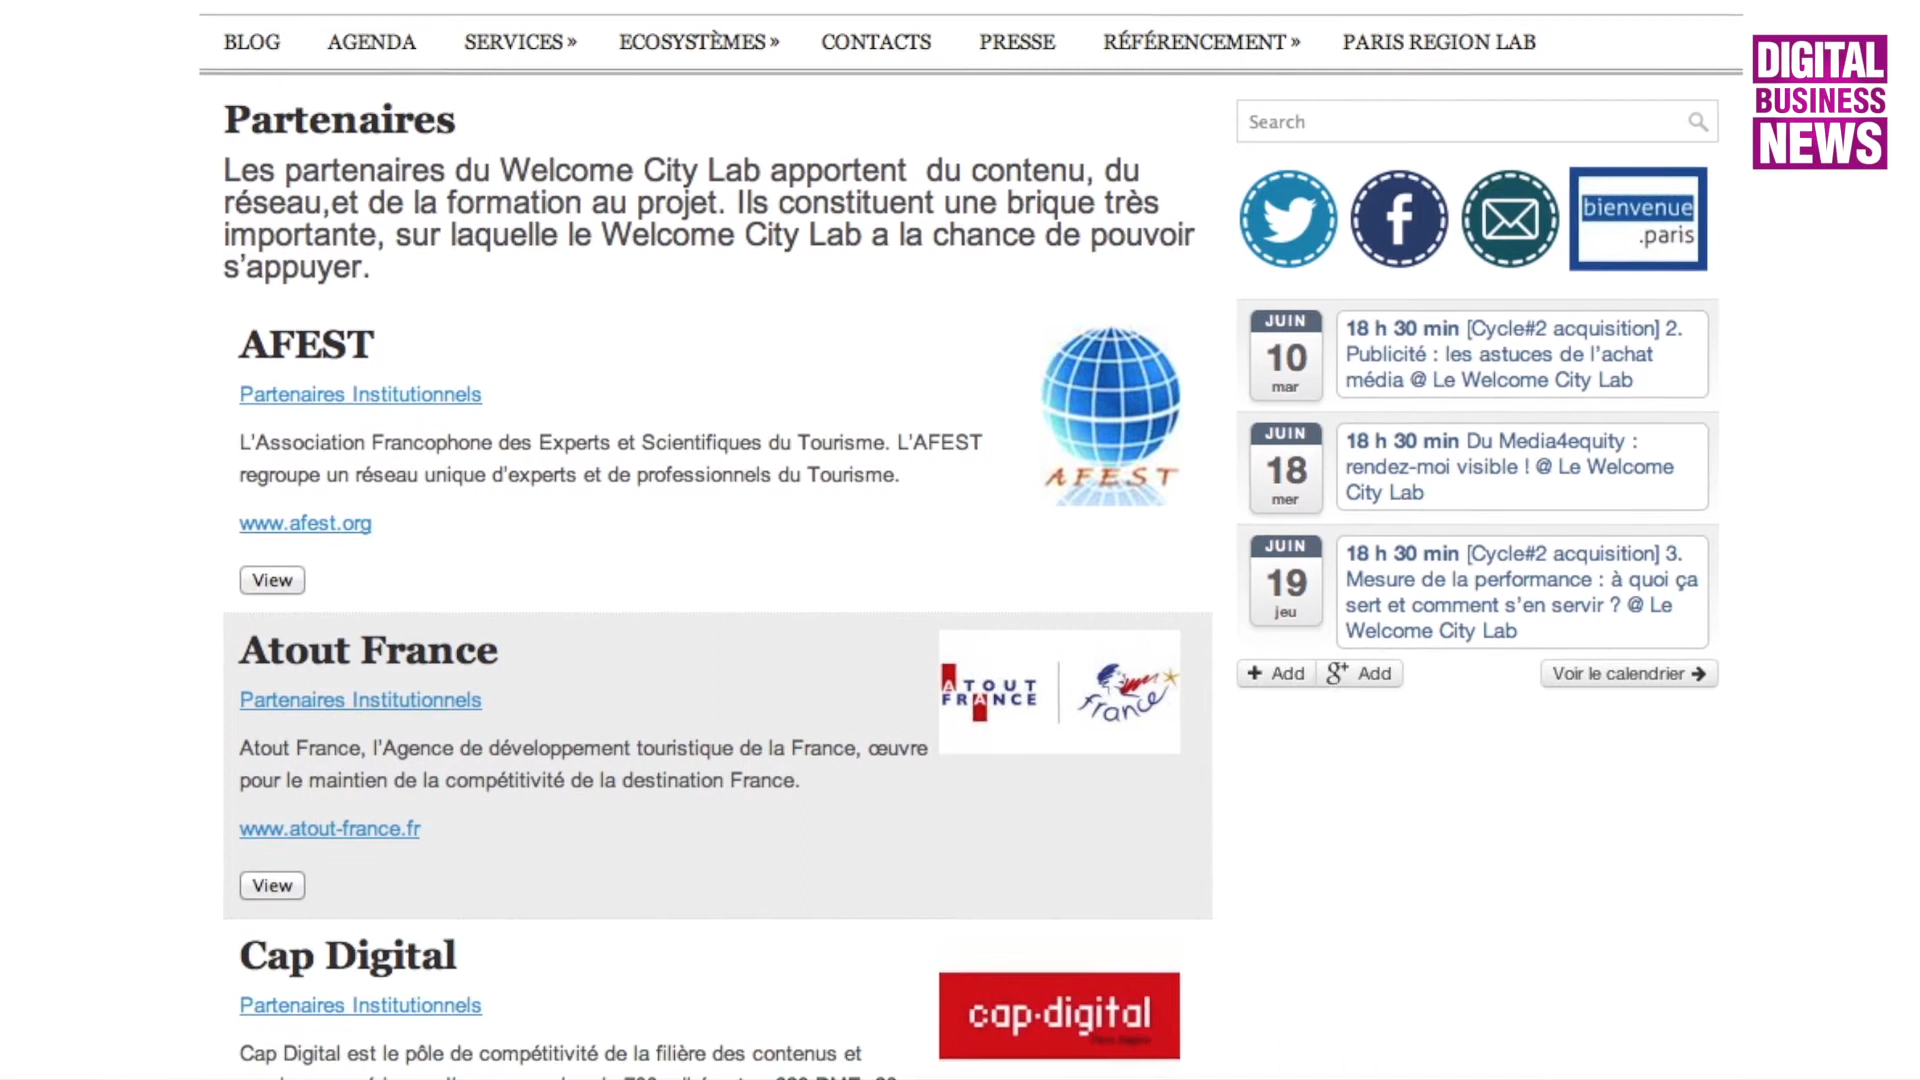 BLOG AGENDA SERVICES » ECOSYSTÈMES » CONTACTS PRESSE RÉFÉRENCEMENT » PARIS REGION LAB
DIGITAL
BUSINESS
NEWS
Partenaires
Les partenaires du Welcome City Lab apportent du contenu, du
réseau,et de la formation au projet. Ils constituent une brique très
importante, sur laquelle le Welcome City Lab a la chance de pouvoir
s'appuyer.
AFEST
Partenaires Institutionnels
L'Association Francophone des Experts et Scientifiques du Tourisme. L'AFEST
regroupe un réseau unique d'experts et de professionnels du Tourisme.
www.afest.org
View
AFEST
Atout France
Partenaires Institutionnels
Atout France, l'Agence de développement touristique de la France, œuvre
pour le maintien de la compétitivité de la destination France.
www.atout-france.fr
View
ATOUT
FRANCE
france
Cap Digital
Partenaires Institutionnels
Cap Digital est le pôle de compétitivité de la filière des contenus et
cap·digital
Search
bienvenue
.paris
JUIN
10
mar
18 h 30 min [Cycle#2 acquisition] 2.
Publicité : les astuces de l'achat
média @ Le Welcome City Lab
JUIN
18
mer
18 h 30 min Du Media4equity :
rendez-moi visible ! @ Le Welcome
City Lab
JUIN
19
jeu
18 h 30 min [Cycle#2 acquisition] 3.
Mesure de la performance : à quoi ça
sert et comment s'en servir ? @ Le
Welcome City Lab
+ Add g+ Add Voir le calendrier →